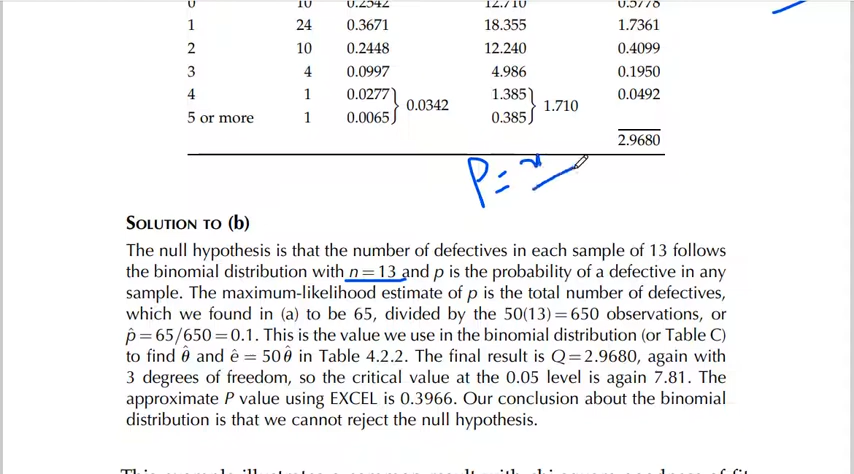 0 10 0.2542 12.710 0.5778
1 24 0.3671 18.355 1.7361
2 10 0.2448 12.240 0.4099
3 4 0.0997 4.986 0.1950
4 1 0.0277 1.385 0.0492
0.0342 1.710
5 or more 1 0.0065 0.385
2.9680
P =
SOLUTION TO (b)
The null hypothesis is that the number of defectives in each sample of 13 follows
the binomial distribution with n = 13 and p is the probability of a defective in any
sample. The maximum-likelihood estimate of p is the total number of defectives,
which we found in (a) to be 65, divided by the 50(13) = 650 observations, or
p̂ = 65/650 = 0.1. This is the value we use in the binomial distribution (or Table C)
to find θ̂ and ê = 50θ̂ in Table 4.2.2. The final result is Q = 2.9680, again with
3 degrees of freedom, so the critical value at the 0.05 level is again 7.81. The
approximate P value using EXCEL is 0.3966. Our conclusion about the binomial
distribution is that we cannot reject the null hypothesis.